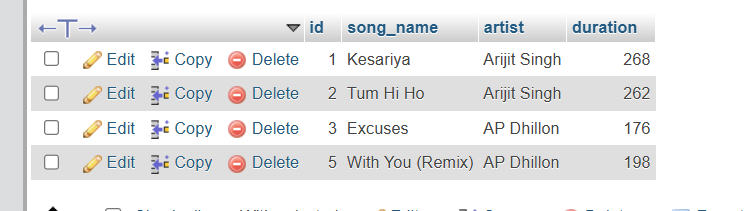 id song_name artist duration
Edit Copy Delete 1 Kesariya Arijit Singh 268
Edit Copy Delete 2 Tum Hi Ho Arijit Singh 262
Edit Copy Delete 3 Excuses AP Dhillon 176
Edit Copy Delete 5 With You (Remix) AP Dhillon 198